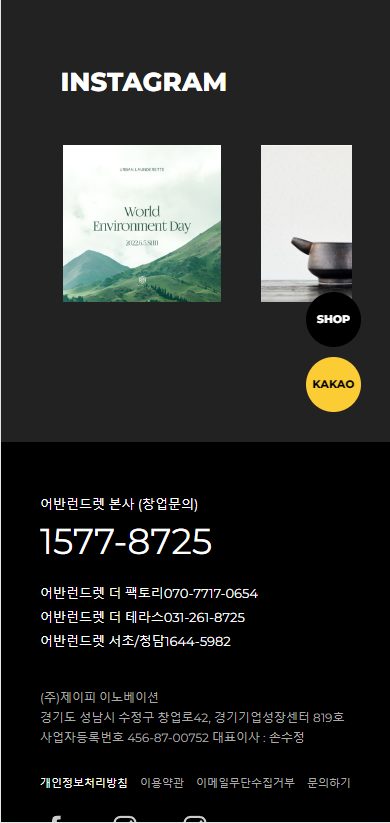 INSTAGRAM
URBAN LAUNDERETTE
World
Environment Day
2022.6.5.SUN
SHOP
KAKAO
어반런드렛 본사 (창업문의)
1577-8725
어반런드렛 더 팩토리070-7717-0654
어반런드렛 더 테라스031-261-8725
어반런드렛 서초/청담1644-5982
(주)제이피 이노베이션
경기도 성남시 수정구 창업로42, 경기기업성장센터 819호
사업자등록번호 456-87-00752 대표이사 : 손수정
개인정보처리방침 이용약관 이메일무단수집거부 문의하기